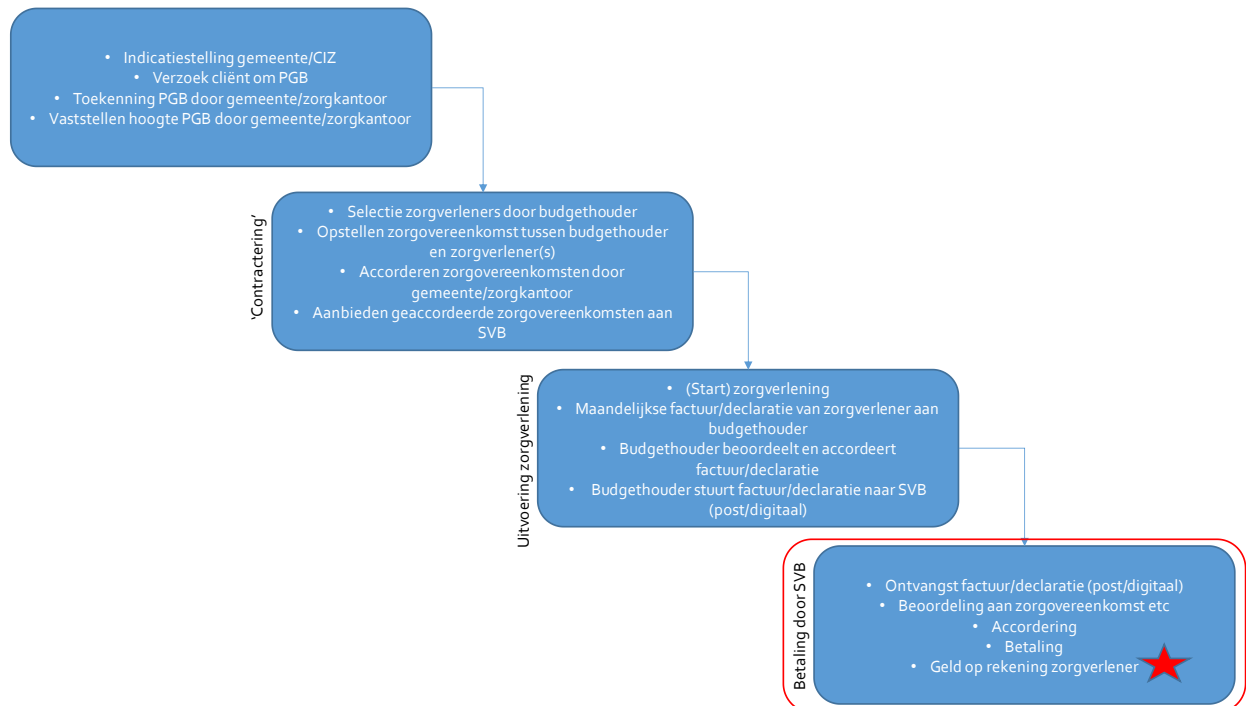 • Indicatiestelling gemeente/CIZ
• Verzoek cliënt om PGB
• Toekenning PGB door gemeente/zorgkantoor
• Vaststellen hoogte PGB door gemeente/zorgkantoor
‘Contractering’
• Selectie zorgverleners door budgethouder
• Opstellen zorgovereenkomst tussen budgethouder
en zorgverlener(s)
• Accorderen zorgovereenkomsten door
gemeente/zorgkantoor
• Aanbieden geaccordeerde zorgovereenkomsten aan
SVB
Uitvoering zorgverlening
• (Start) zorgverlening
• Maandelijkse factuur/declaratie van zorgverlener aan
budgethouder
• Budgethouder beoordeelt en accordeert
factuur/declaratie
• Budgethouder stuurt factuur/declaratie naar SVB
(post/digitaal)
Betaling door SVB
• Ontvangst factuur/declaratie (post/digitaal)
• Beoordeling aan zorgovereenkomst etc
• Accordering
• Betaling
• Geld op rekening zorgverlener